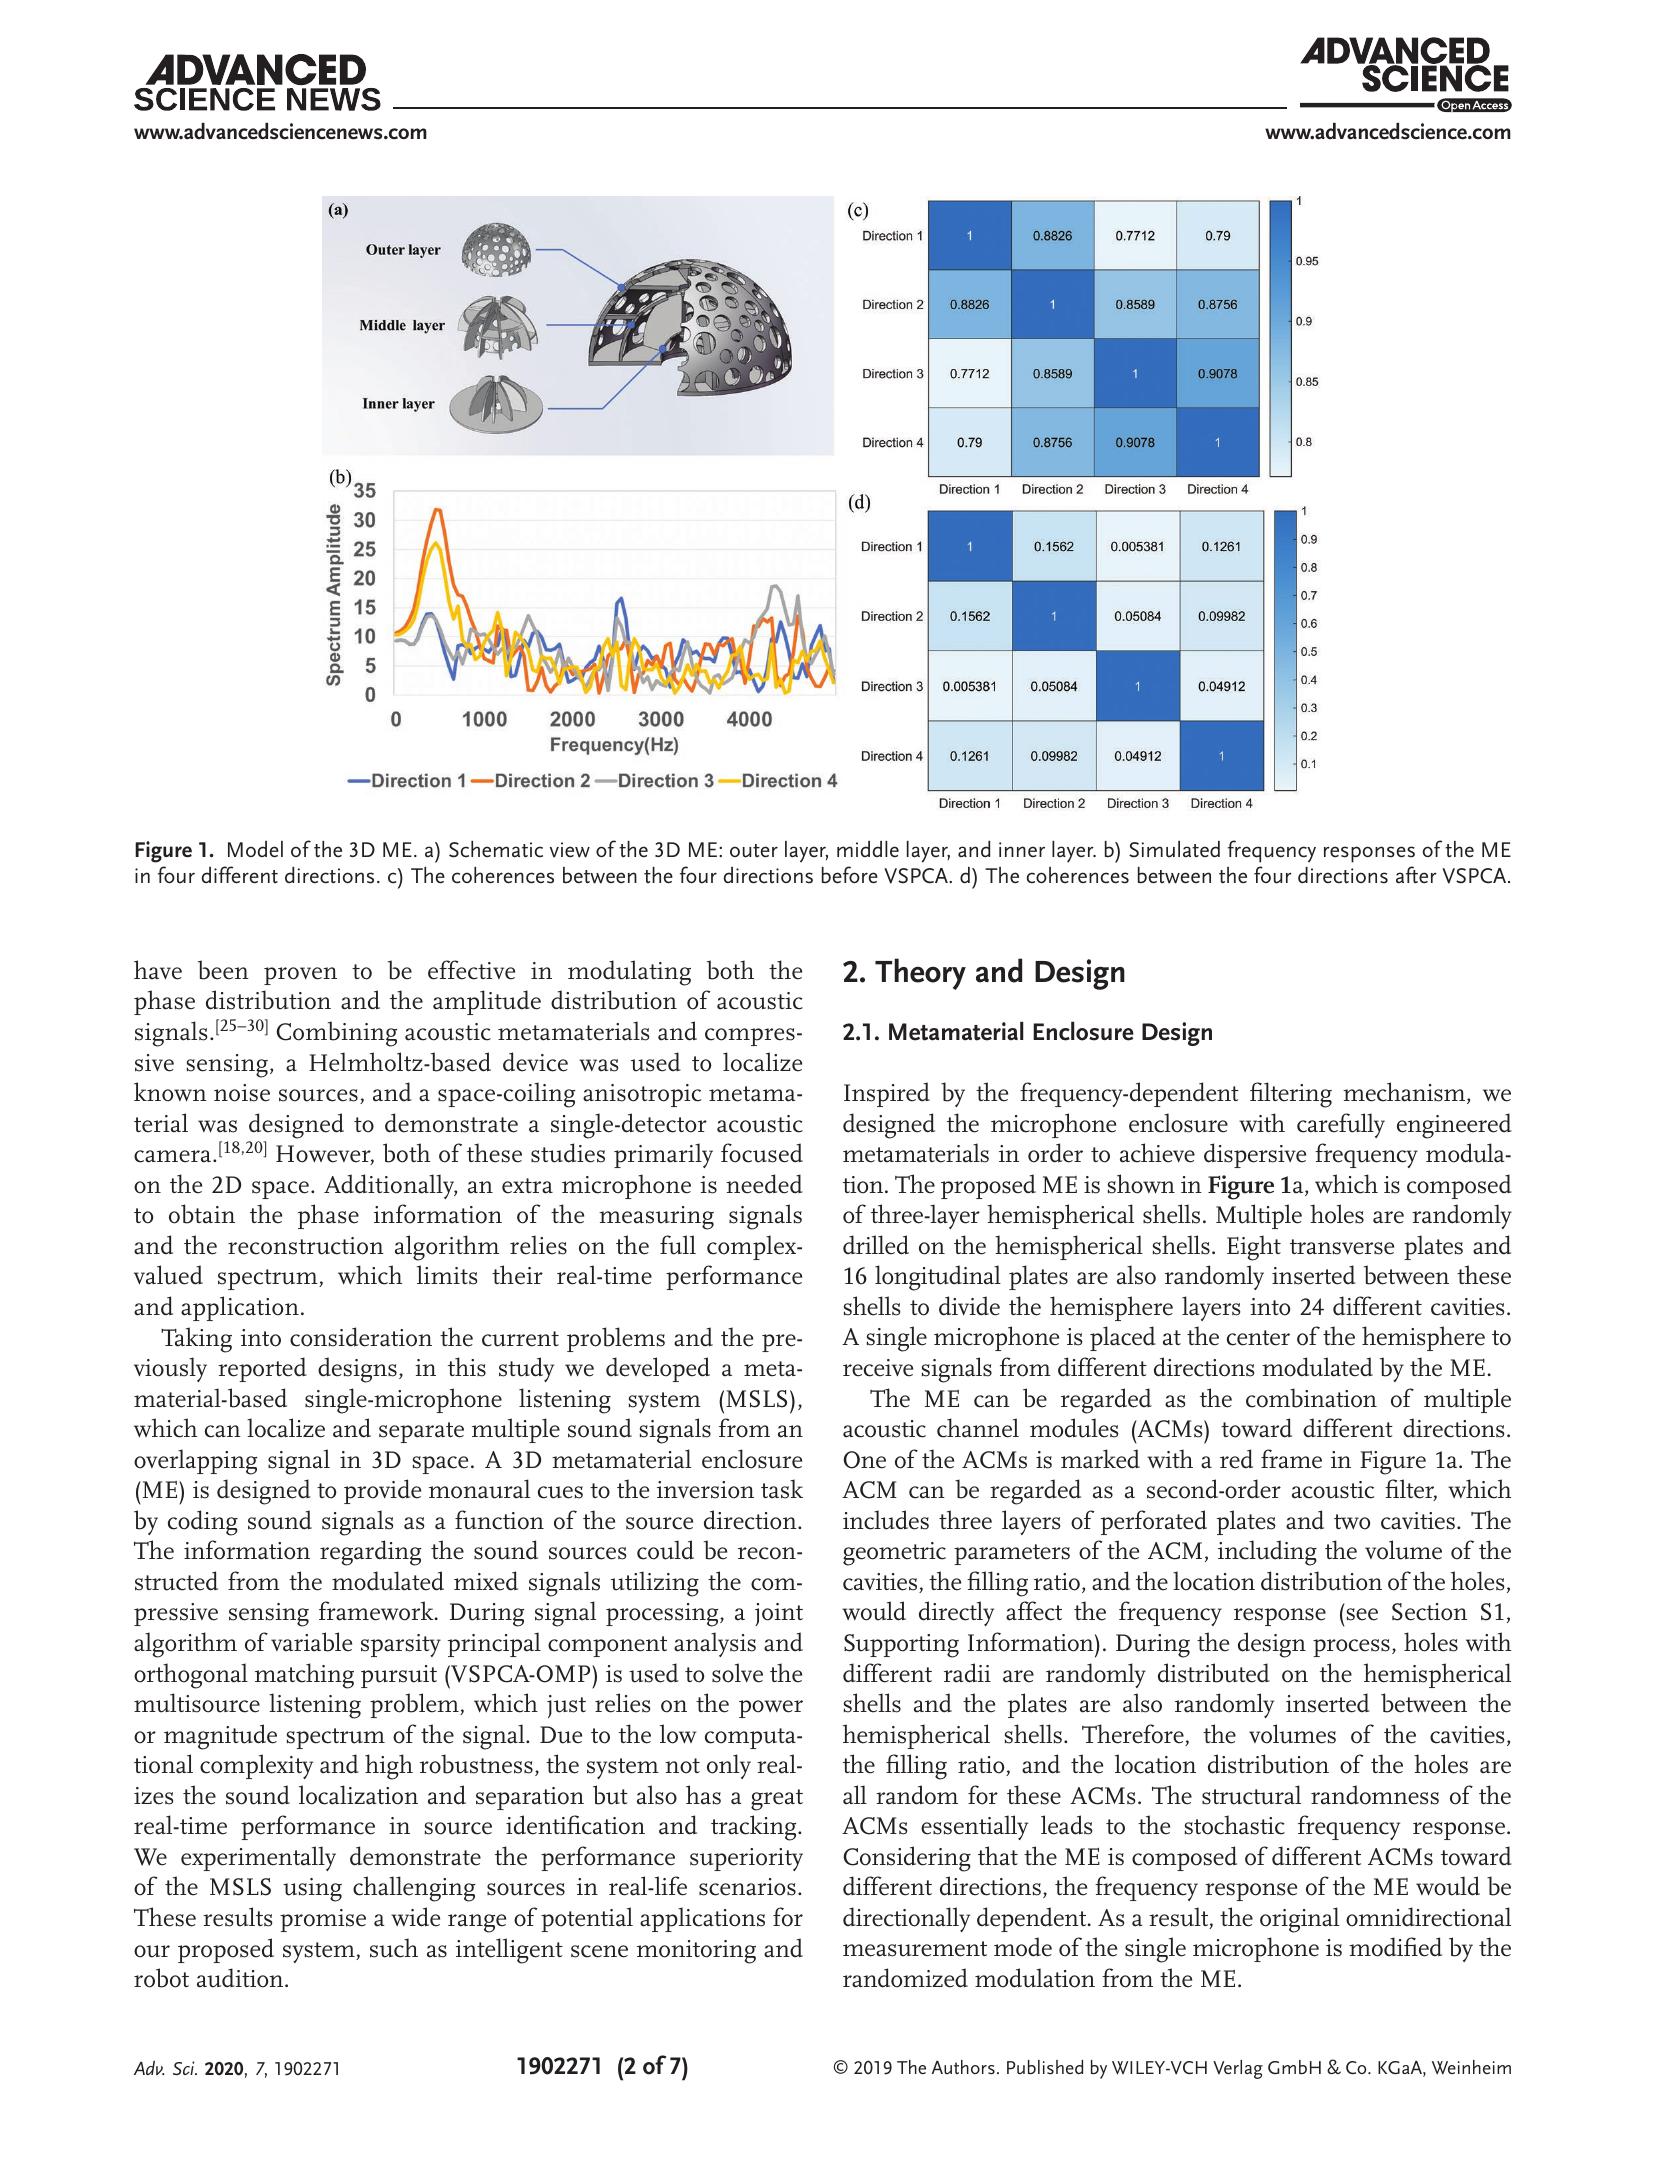 ADVANCED
SCIENCE NEWS
www.advancedsciencenews.com
ADVANCED
SCIENCE
Open Access
www.advancedscience.com
(a)
Outer layer
Middle layer
Inner layer
(b)
35
30
25
20
15
10
5
0
Spectrum Amplitude
0 1000 2000 3000 4000
Frequency(Hz)
Direction 1 Direction 2 Direction 3 Direction 4
(c)
Direction 1 1 0.8826 0.7712 0.79
Direction 2 0.8826 1 0.8589 0.8756
Direction 3 0.7712 0.8589 1 0.9078
Direction 4 0.79 0.8756 0.9078 1
Direction 1 Direction 2 Direction 3 Direction 4
1
0.95
0.9
0.85
0.8
(d)
Direction 1 1 0.1562 0.005381 0.1261
Direction 2 0.1562 1 0.05084 0.09982
Direction 3 0.005381 0.05084 1 0.04912
Direction 4 0.1261 0.09982 0.04912 1
Direction 1 Direction 2 Direction 3 Direction 4
1
0.9
0.8
0.7
0.6
0.5
0.4
0.3
0.2
0.1
Figure 1. Model of the 3D ME. a) Schematic view of the 3D ME: outer layer, middle layer, and inner layer. b) Simulated frequency responses of the ME
in four different directions. c) The coherences between the four directions before VSPCA. d) The coherences between the four directions after VSPCA.
have been proven to be effective in modulating both the
phase distribution and the amplitude distribution of acoustic
signals.[25–30] Combining acoustic metamaterials and compres-
sive sensing, a Helmholtz-based device was used to localize
known noise sources, and a space-coiling anisotropic metama-
terial was designed to demonstrate a single-detector acoustic
camera.[18,20] However, both of these studies primarily focused
on the 2D space. Additionally, an extra microphone is needed
to obtain the phase information of the measuring signals
and the reconstruction algorithm relies on the full complex-
valued spectrum, which limits their real-time performance
and application.
Taking into consideration the current problems and the pre-
viously reported designs, in this study we developed a meta-
material-based single-microphone listening system (MSLS),
which can localize and separate multiple sound signals from an
overlapping signal in 3D space. A 3D metamaterial enclosure
(ME) is designed to provide monaural cues to the inversion task
by coding sound signals as a function of the source direction.
The information regarding the sound sources could be recon-
structed from the modulated mixed signals utilizing the com-
pressive sensing framework. During signal processing, a joint
algorithm of variable sparsity principal component analysis and
orthogonal matching pursuit (VSPCA-OMP) is used to solve the
multisource listening problem, which just relies on the power
or magnitude spectrum of the signal. Due to the low computa-
tional complexity and high robustness, the system not only real-
izes the sound localization and separation but also has a great
real-time performance in source identification and tracking.
We experimentally demonstrate the performance superiority
of the MSLS using challenging sources in real-life scenarios.
These results promise a wide range of potential applications for
our proposed system, such as intelligent scene monitoring and
robot audition.
2. Theory and Design
2.1. Metamaterial Enclosure Design
Inspired by the frequency-dependent filtering mechanism, we
designed the microphone enclosure with carefully engineered
metamaterials in order to achieve dispersive frequency modula-
tion. The proposed ME is shown in Figure 1a, which is composed
of three-layer hemispherical shells. Multiple holes are randomly
drilled on the hemispherical shells. Eight transverse plates and
16 longitudinal plates are also randomly inserted between these
shells to divide the hemisphere layers into 24 different cavities.
A single microphone is placed at the center of the hemisphere to
receive signals from different directions modulated by the ME.
The ME can be regarded as the combination of multiple
acoustic channel modules (ACMs) toward different directions.
One of the ACMs is marked with a red frame in Figure 1a. The
ACM can be regarded as a second-order acoustic filter, which
includes three layers of perforated plates and two cavities. The
geometric parameters of the ACM, including the volume of the
cavities, the filling ratio, and the location distribution of the holes,
would directly affect the frequency response (see Section S1,
Supporting Information). During the design process, holes with
different radii are randomly distributed on the hemispherical
shells and the plates are also randomly inserted between the
hemispherical shells. Therefore, the volumes of the cavities,
the filling ratio, and the location distribution of the holes are
all random for these ACMs. The structural randomness of the
ACMs essentially leads to the stochastic frequency response.
Considering that the ME is composed of different ACMs toward
different directions, the frequency response of the ME would be
directionally dependent. As a result, the original omnidirectional
measurement mode of the single microphone is modified by the
randomized modulation from the ME.
Adv. Sci. 2020, 7, 1902271
1902271 (2 of 7)
© 2019 The Authors. Published by WILEY-VCH Verlag GmbH & Co. KGaA, Weinheim